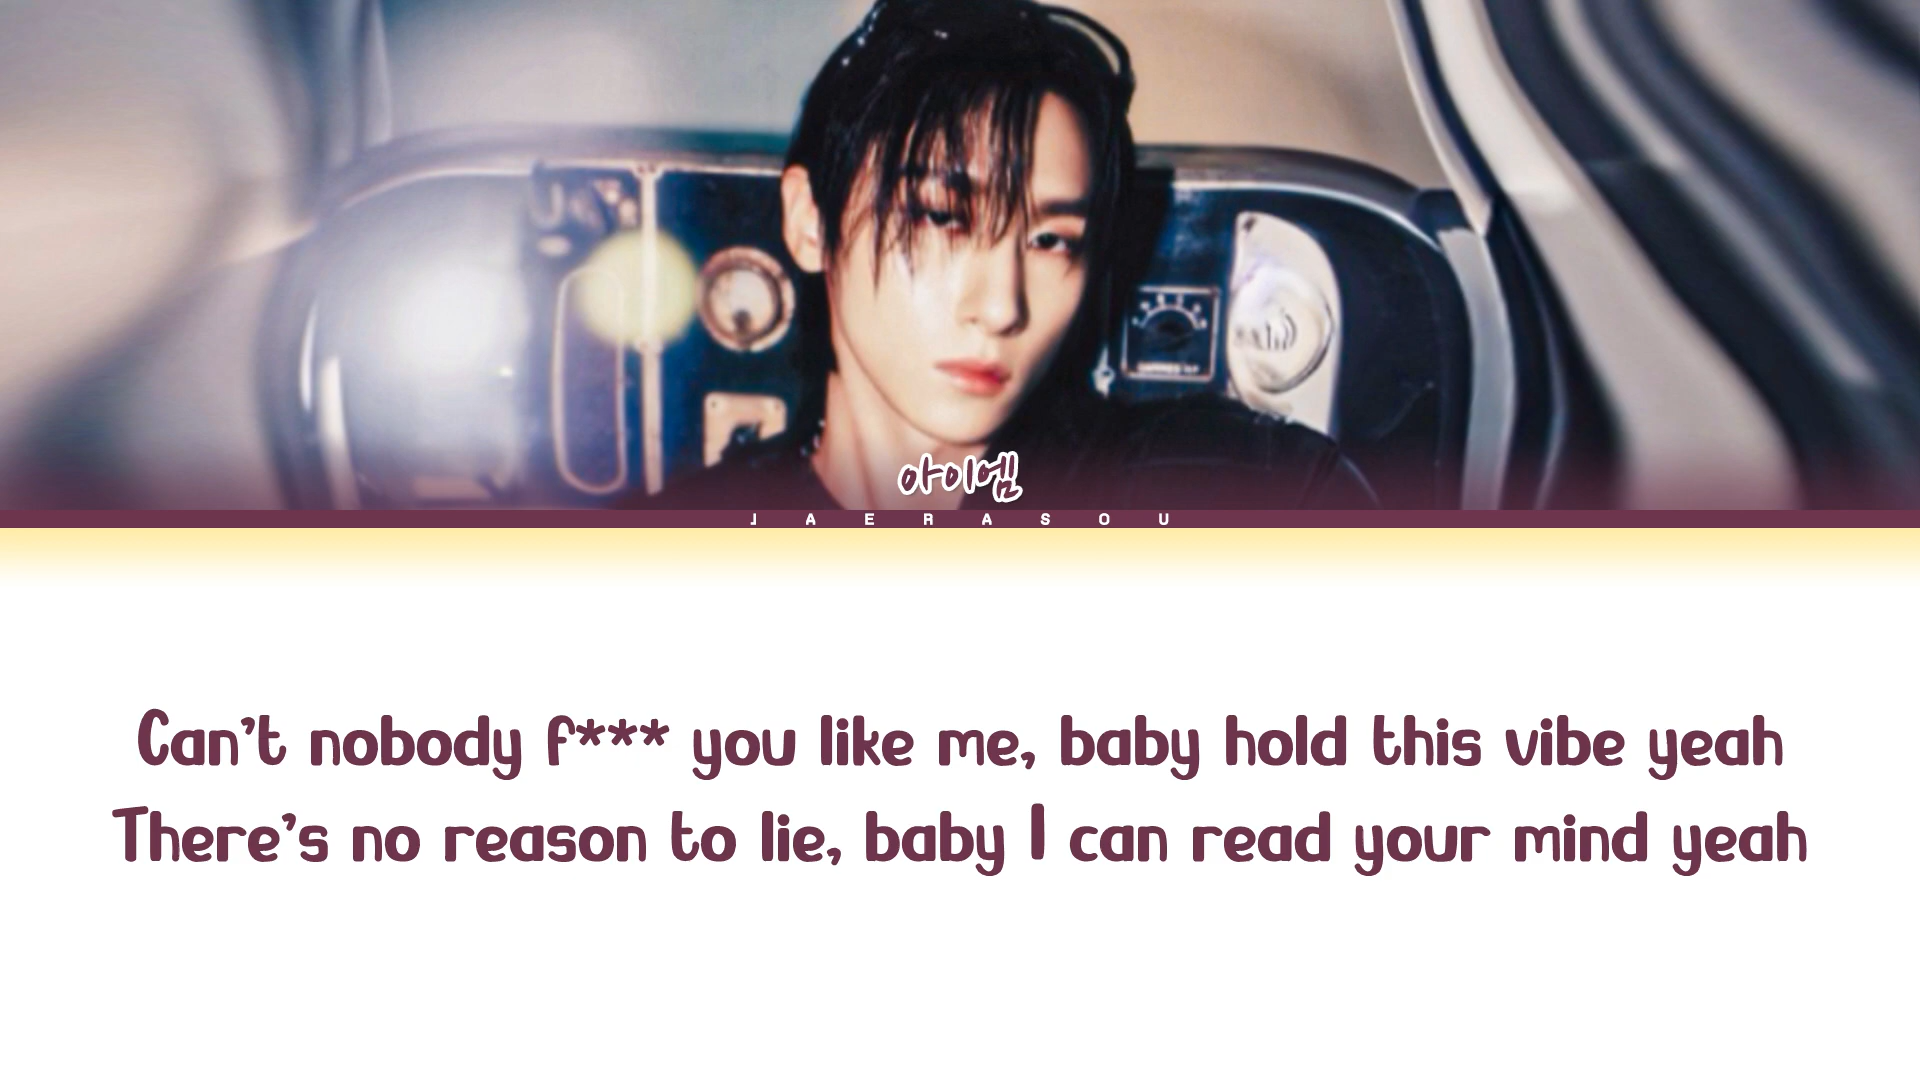 아이엠
JAERASOU
Can't nobody f*** you like me, baby hold this vibe yeah
There's no reason to lie, baby I can read your mind yeah